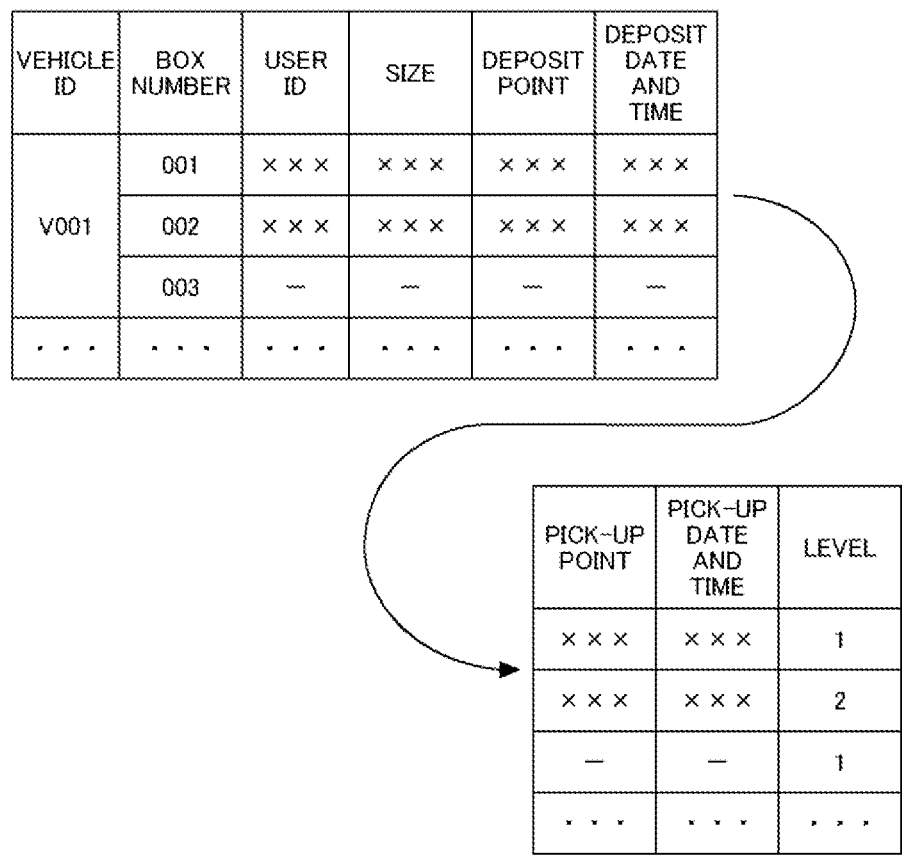 VEHICLE ID BOX NUMBER USER ID SIZE DEPOSIT POINT DEPOSIT DATE AND TIME
V001 001 ××× ××× ××× ×××
002 ××× ××× ××× ×××
003 — — — —
... ... ... ... ... ...
PICK-UP POINT PICK-UP DATE AND TIME LEVEL
××× ××× 1
××× ××× 2
— — 1
... ... ...